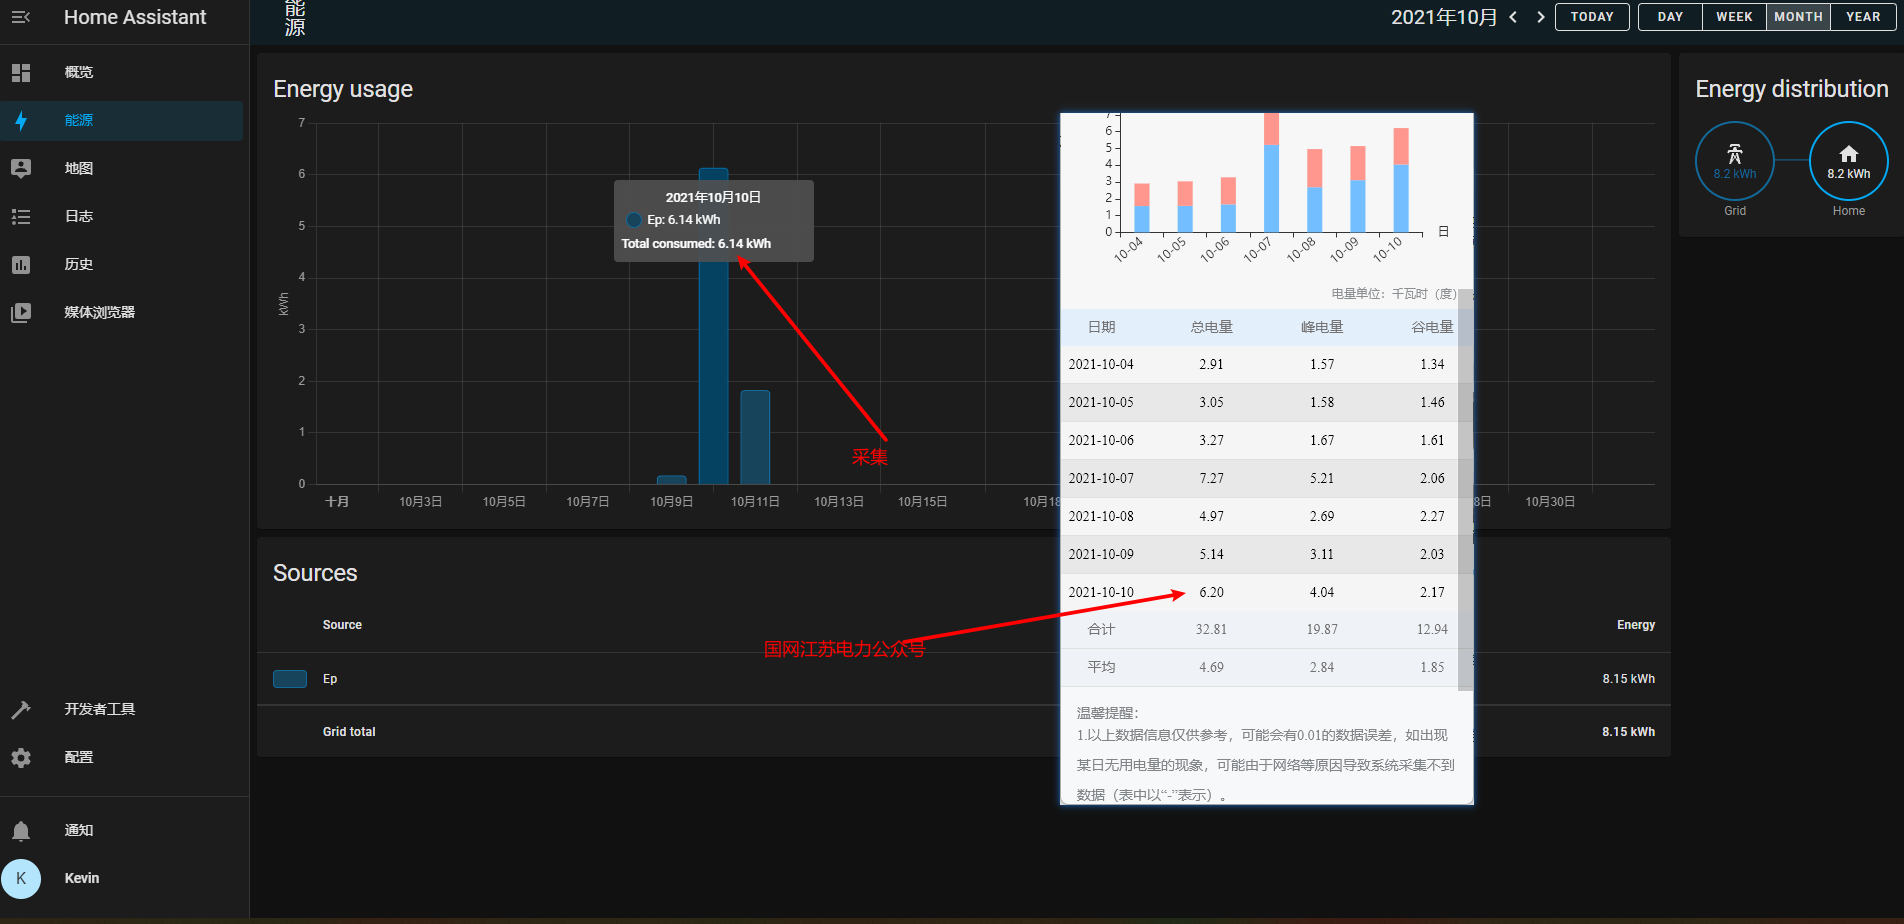 Home Assistant
概览
能源
地图
日志
历史
媒体浏览器
开发者工具
配置
通知
K
Kevin
能源
2021年10月
TODAY
DAY
WEEK
MONTH
YEAR
Energy usage
7
6
5
4
3
2
1
0
kWh
十月
10月3日
10月5日
10月7日
10月9日
10月11日
10月13日
10月15日
10月18
8日
10月30日
2021年10月10日
Ep: 6.14 kWh
Total consumed: 6.14 kWh
采集
国网江苏电力公众号
Sources
Source Energy
Ep 8.15 kWh
Grid total 8.15 kWh
7
6
5
4
3
2
1
0
10-04
10-05
10-06
10-07
10-08
10-09
10-10
日
电量单位：千瓦时（度）
日期 总电量 峰电量 谷电量
2021-10-04 2.91 1.57 1.34
2021-10-05 3.05 1.58 1.46
2021-10-06 3.27 1.67 1.61
2021-10-07 7.27 5.21 2.06
2021-10-08 4.97 2.69 2.27
2021-10-09 5.14 3.11 2.03
2021-10-10 6.20 4.04 2.17
合计 32.81 19.87 12.94
平均 4.69 2.84 1.85
温馨提醒：
1.以上数据信息仅供参考，可能会有0.01的数据误差，如出现
某日无用电量的现象，可能由于网络等原因导致系统采集不到
数据（表中以“-”表示）。
Energy distribution
8.2 kWh
Grid
8.2 kWh
Home